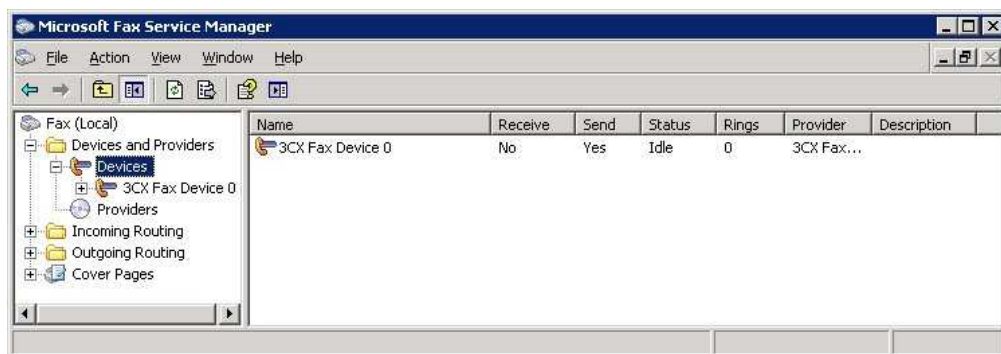 Microsoft Fax Service Manager
File Action View Window Help
Fax (Local)
Devices and Providers
Devices
3CX Fax Device 0
Providers
Incoming Routing
Outgoing Routing
Cover Pages
Name Receive Send Status Rings Provider Description
3CX Fax Device 0 No Yes Idle 0 3CX Fax...